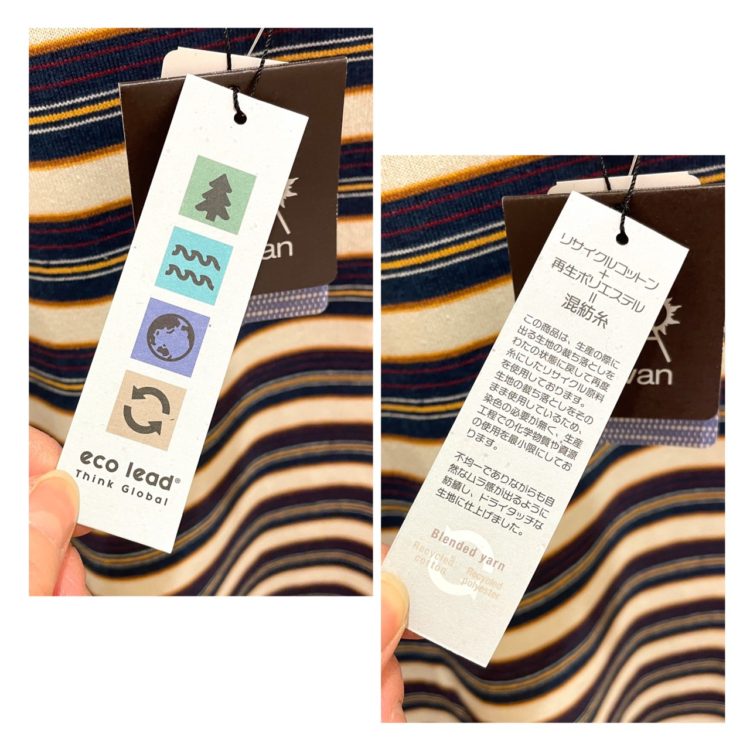 eco lead®
Think Global
リサイクルコットン
+
再生ポリエステル
=
混紡糸
この商品は、生産の際に
出る生地の裁ち落としを
わたの状態に戻して再度
糸にしたリサイクル原料
を使用しております。
生地の裁ち落としをその
まま使用しているため、
染色の必要が無く、生産
工程での化学物質や資源
の使用を最小限にしてお
ります。
不均一でありながらも自
然なムラ感が出るように
紡績し、ドライタッチな
生地に仕上げました。
Blended yarn
Recycled
cotton
Recycled
polyester